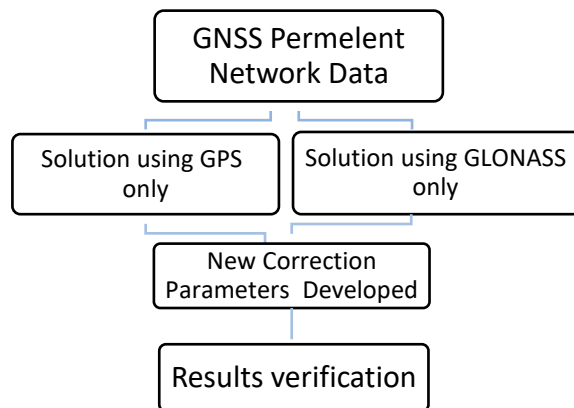 GNSS Permelent
Network Data
Solution using GPS
only
Solution using GLONASS
only
New Correction
Parameters Developed
Results verification